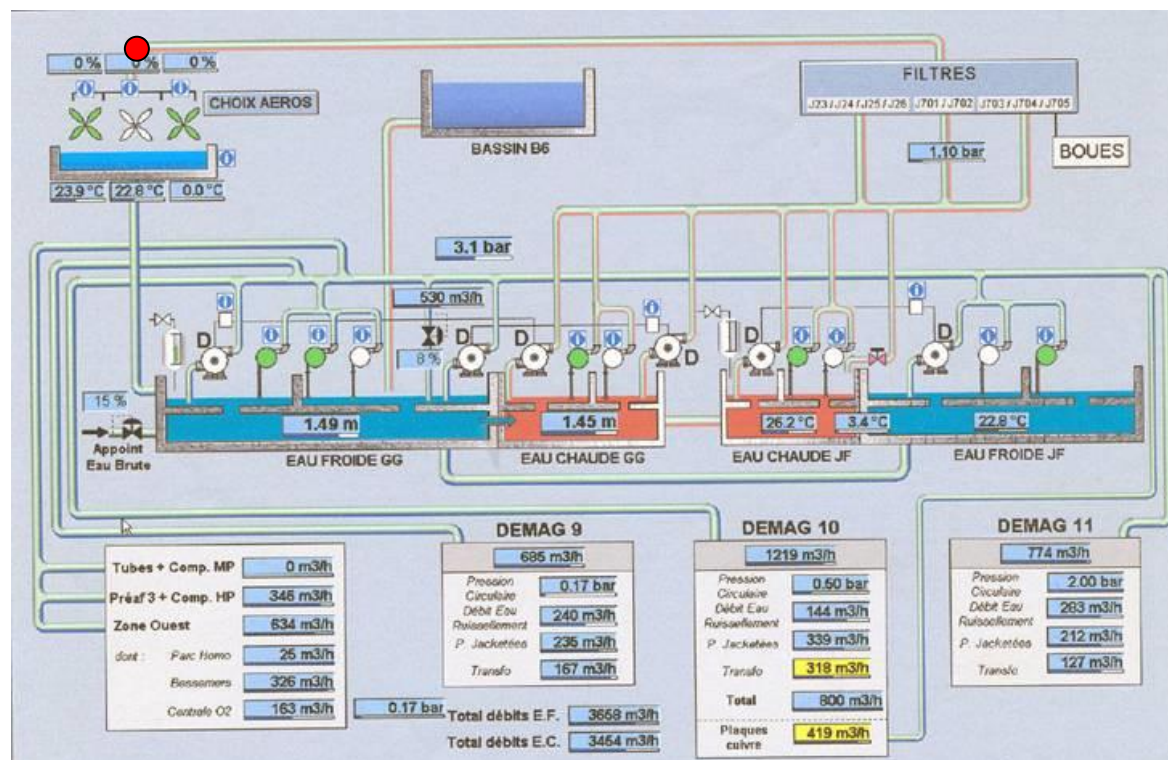 0 % 0 % 0 %
CHOIX AEROS
FILTRES
J23 / J24 / J25 / J26 J701 / J702 J703 / J704 / J705
BASSIN B6
1.10 bar
BOUES
23.9 °C 22.8 °C 0.0 °C
3.1 bar
530 m3/h
D D D D D
8 %
15 %
1.49 m
1.45 m
26.2 °C 3.4 °C 22.8 °C
Appoint
Eau Brute
EAU FROIDE GG
EAU CHAUDE GG
EAU CHAUDE JF
EAU FROIDE JF
Tubes + Comp. MP 0 m3/h
Préaf 3 + Comp. HP 346 m3/h
Zone Ouest 634 m3/h
dont : Parc Homo 25 m3/h
Bessemers 326 m3/h
Centrale O2 163 m3/h
0.17 bar
DEMAG 9
685 m3/h
Pression
Circulaire
0.17 bar
Débit Eau
Ruissellement
240 m3/h
P. Jacketées 235 m3/h
Transfo 167 m3/h
Total débits E.F. 3658 m3/h
Total débits E.C. 3454 m3/h
DEMAG 10
1219 m3/h
Pression
Circulaire
0.50 bar
Débit Eau
Ruissellement
144 m3/h
P. Jacketées 339 m3/h
Transfo 318 m3/h
Total 800 m3/h
Plaques
cuivre
419 m3/h
DEMAG 11
774 m3/h
Pression
Circulaire
2.00 bar
Débit Eau
Ruissellement
283 m3/h
P. Jacketées 212 m3/h
Transfo 127 m3/h